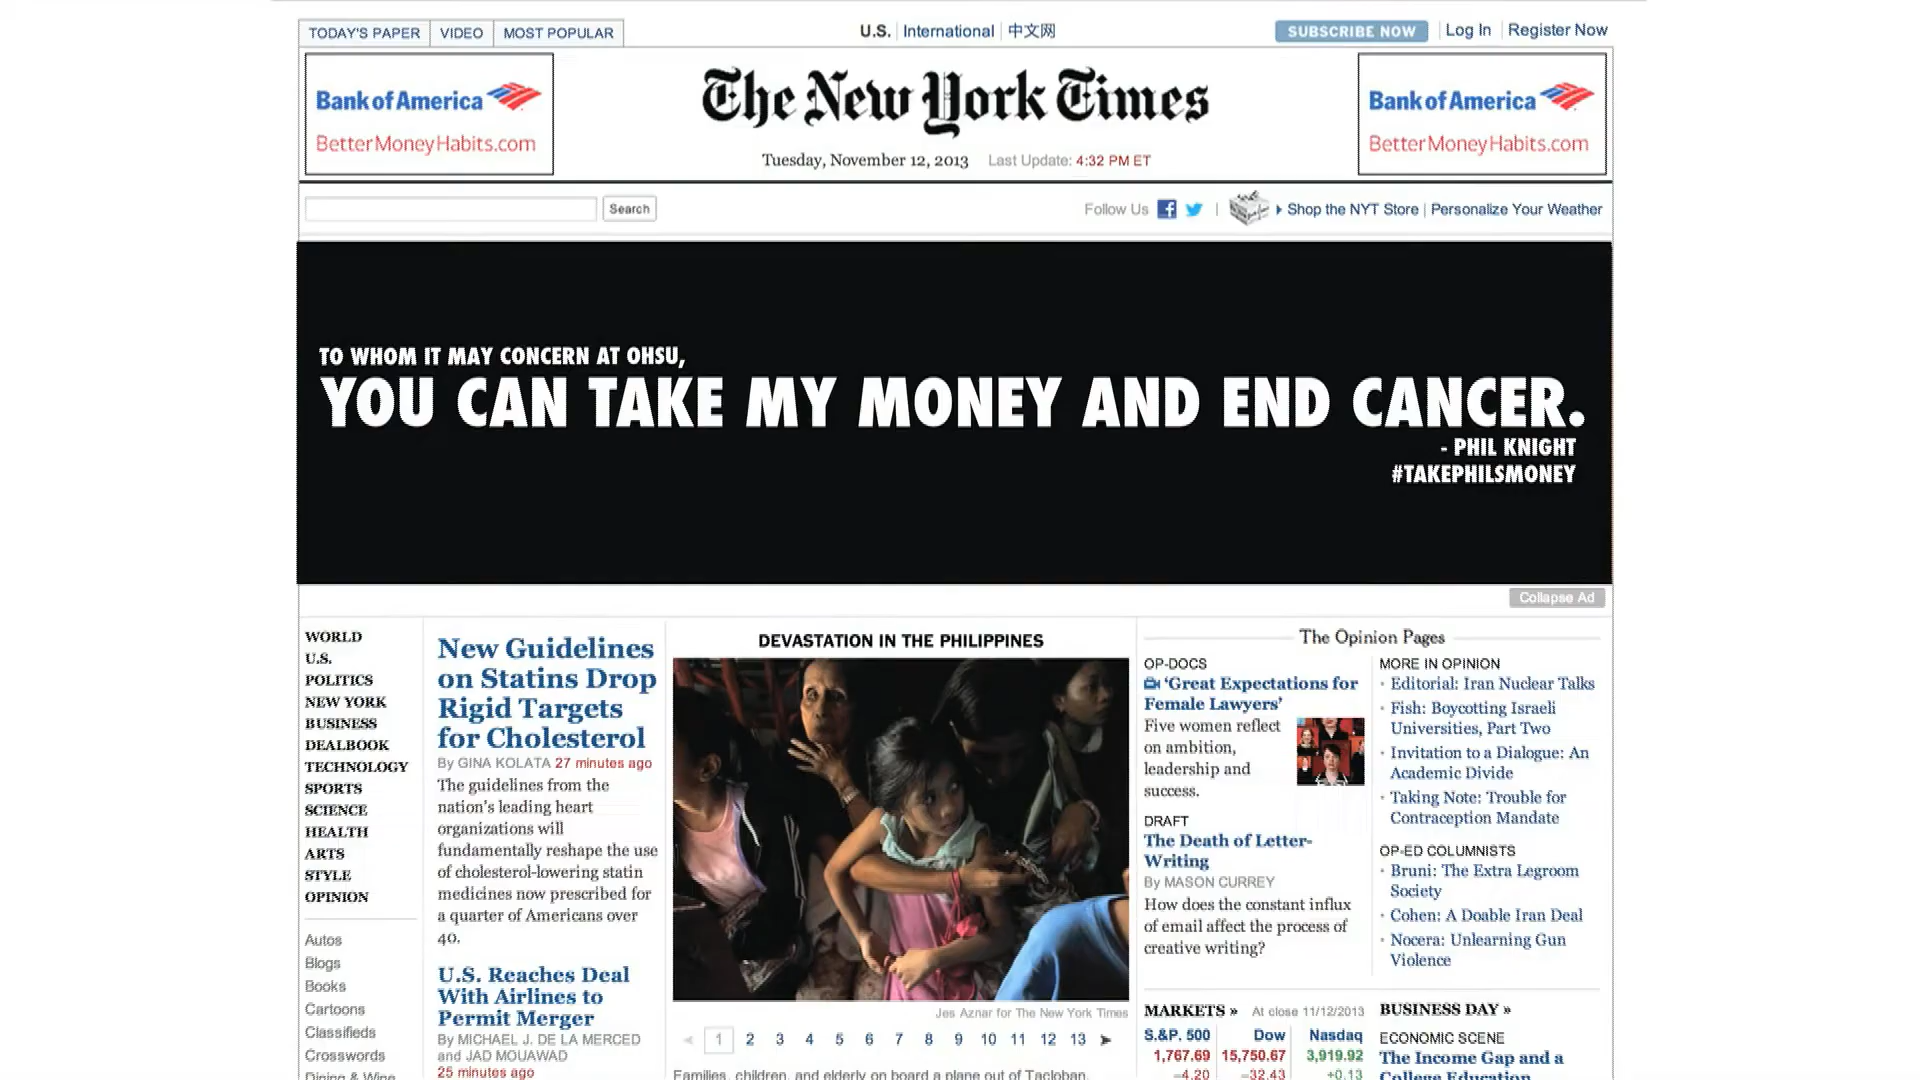 TODAY'S PAPER
VIDEO
MOST POPULAR
U.S.
International
中文网
SUBSCRIBE NOW
Log In
Register Now
Bank of America
BetterMoneyHabits.com
The New York Times
Tuesday, November 12, 2013
Last Update: 4:32 PM ET
Bank of America
BetterMoneyHabits.com
Search
Follow Us
Shop the NYT Store
Personalize Your Weather
TO WHOM IT MAY CONCERN AT OHSU,
YOU CAN TAKE MY MONEY AND END CANCER.
- PHIL KNIGHT
#TAKEPHILSMONEY
Collapse Ad
WORLD
U.S.
POLITICS
NEW YORK
BUSINESS
DEALBOOK
TECHNOLOGY
SPORTS
SCIENCE
HEALTH
ARTS
STYLE
OPINION
Autos
Blogs
Books
Cartoons
Classifieds
Crosswords
Dining & Wine
New Guidelines
on Statins Drop
Rigid Targets
for Cholesterol
By GINA KOLATA 27 minutes ago
The guidelines from the
nation's leading heart
organizations will
fundamentally reshape the use
of cholesterol-lowering statin
medicines now prescribed for
a quarter of Americans over
40.
U.S. Reaches Deal
With Airlines to
Permit Merger
By MICHAEL J. DE LA MERCED
and JAD MOUAWAD
25 minutes ago
DEVASTATION IN THE PHILIPPINES
Jes Aznar for The New York Times
1 2 3 4 5 6 7 8 9 10 11 12 13
Families, children, and elderly on board a plane out of Tacloban.
The Opinion Pages
OP-DOCS
‘Great Expectations for
Female Lawyers’
Five women reflect
on ambition,
leadership and
success.
DRAFT
The Death of Letter-
Writing
By MASON CURREY
How does the constant influx
of email affect the process of
creative writing?
MORE IN OPINION
• Editorial: Iran Nuclear Talks
• Fish: Boycotting Israeli
Universities, Part Two
• Invitation to a Dialogue: An
Academic Divide
• Taking Note: Trouble for
Contraception Mandate
OP-ED COLUMNISTS
• Bruni: The Extra Legroom
Society
• Cohen: A Doable Iran Deal
• Nocera: Unlearning Gun
Violence
MARKETS »
At close 11/12/2013
S.&P. 500
Dow
Nasdaq
1,767.69
15,750.67
3,919.92
–4.20
–32.43
+0.13
BUSINESS DAY »
ECONOMIC SCENE
The Income Gap and a
College Education